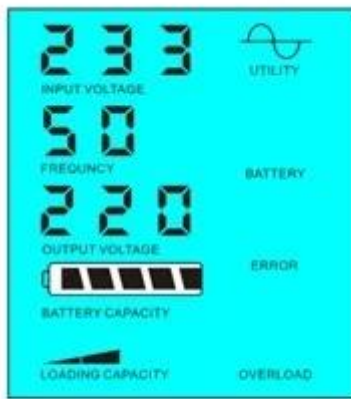 233
INPUT VOLTAGE
UTILITY
50
FREQUNCY
BATTERY
220
OUTPUT VOLTAGE
ERROR
BATTERY CAPACITY
LOADING CAPACITY
OVERLOAD